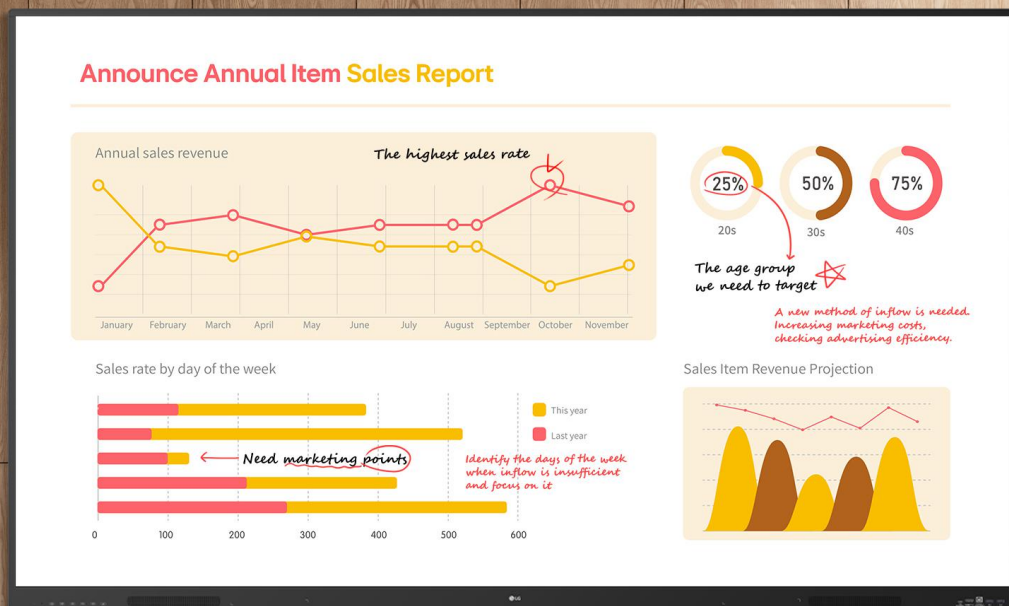 Announce Annual Item Sales Report
Annual sales revenue
The highest sales rate
January February March April May June July August September October November
25% 50% 75%
20s 30s 40s
The age group
we need to target
A new method of inflow is needed.
Increasing marketing costs,
checking advertising efficiency.
Sales rate by day of the week
This year
Last year
Need marketing points
Identify the days of the week
when inflow is insufficient
and focus on it
0 100 200 300 400 500 600
Sales Item Revenue Projection
LG